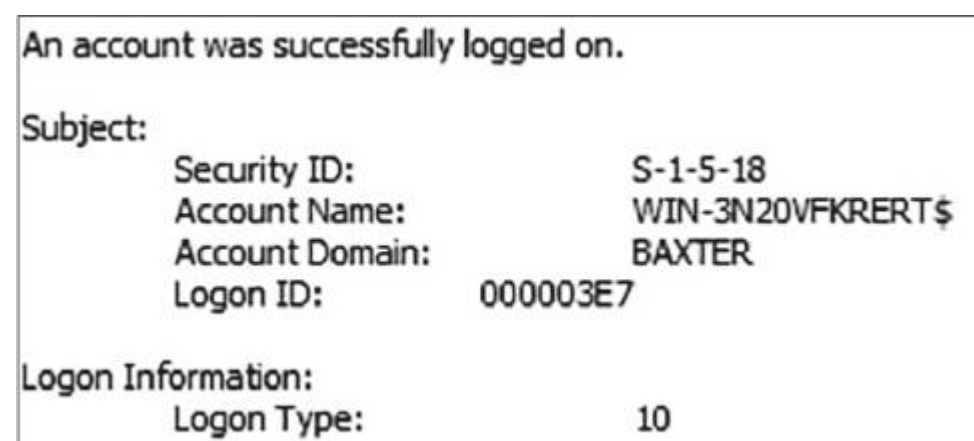 An account was successfully logged on.
Subject:
Security ID: S-1-5-18
Account Name: WIN-3N20VFKRERT$
Account Domain: BAXTER
Logon ID: 000003E7
Logon Information:
Logon Type: 10